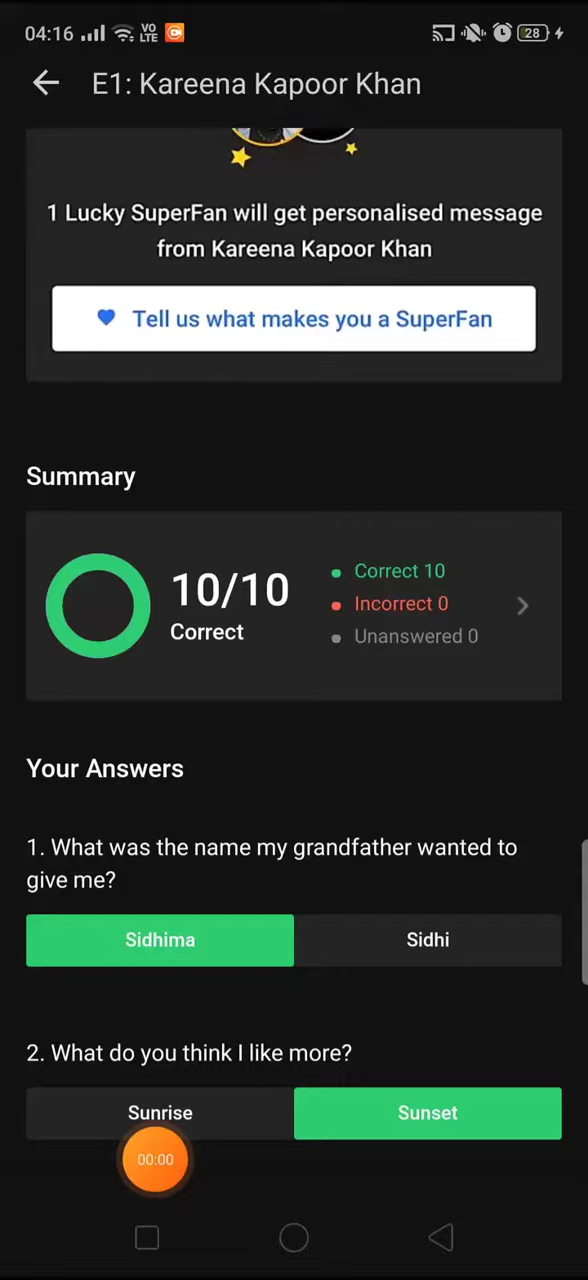 04:16 VO LTE 28
E1: Kareena Kapoor Khan
1 Lucky SuperFan will get personalised message
from Kareena Kapoor Khan
Tell us what makes you a SuperFan
Summary
10/10
Correct
Correct 10
Incorrect 0
Unanswered 0
Your Answers
1. What was the name my grandfather wanted to
give me?
Sidhima Sidhi
2. What do you think I like more?
Sunrise Sunset
00:00